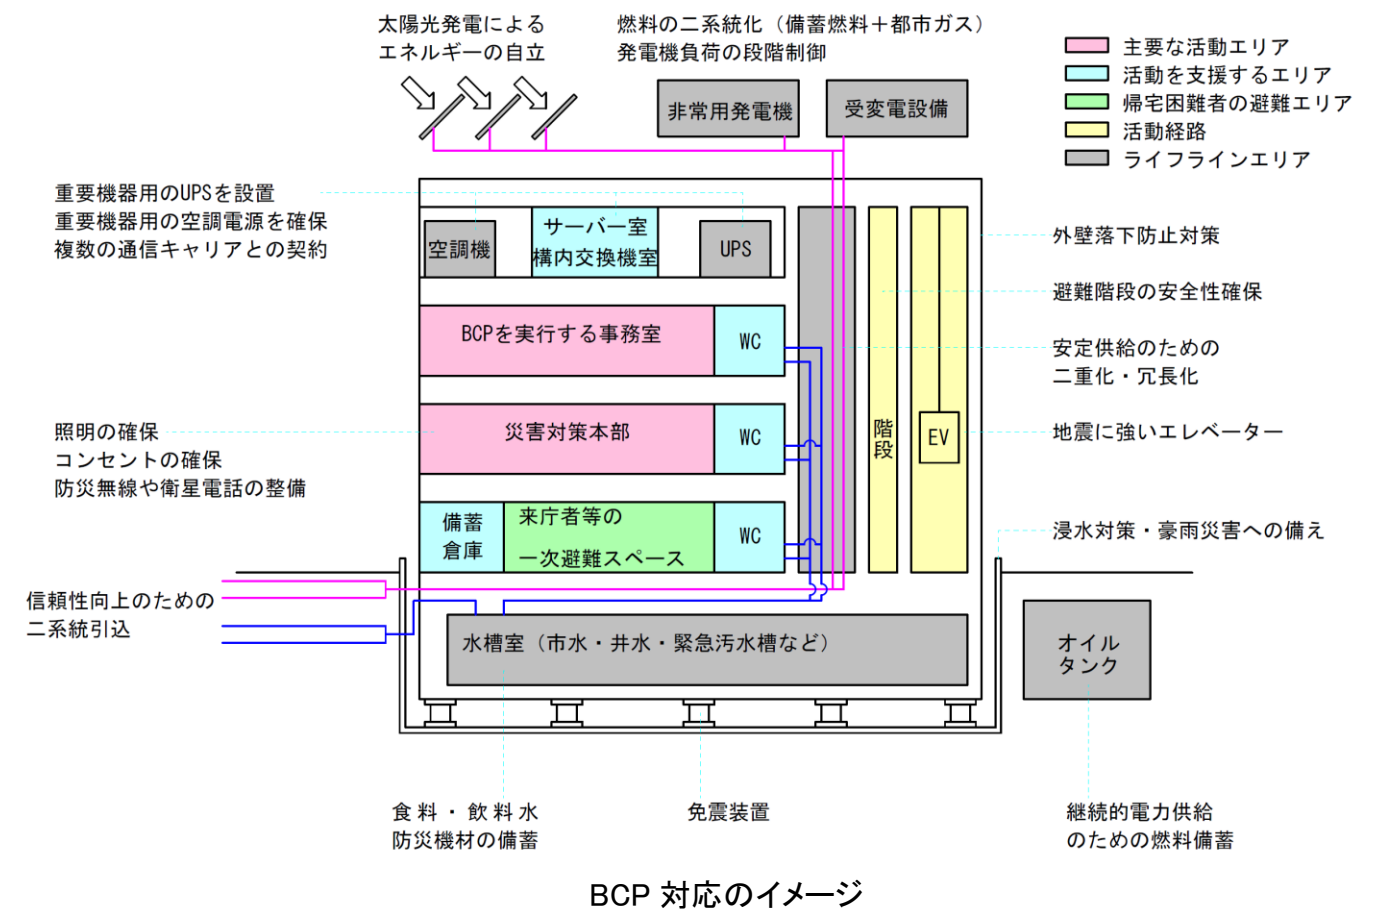 太陽光発電による
エネルギーの自立
燃料の二系統化（備蓄燃料＋都市ガス）
発電機負荷の段階制御
非常用発電機
受変電設備
主要な活動エリア
活動を支援するエリア
帰宅困難者の避難エリア
活動経路
ライフラインエリア
重要機器用のUPSを設置
重要機器用の空調電源を確保
複数の通信キャリアとの契約
空調機
サーバー室
構内交換機室
UPS
外壁落下防止対策
避難階段の安全性確保
BCPを実行する事務室
WC
安定供給のための
二重化・冗長化
照明の確保
コンセントの確保
防災無線や衛星電話の整備
災害対策本部
WC
階段
EV
地震に強いエレベーター
備蓄
倉庫
来庁者等の
一次避難スペース
WC
浸水対策・豪雨災害への備え
信頼性向上のための
二系統引込
水槽室（市水・井水・緊急汚水槽など）
オイル
タンク
食料・飲料水
防災機材の備蓄
免震装置
継続的電力供給
のための燃料備蓄
BCP 対応のイメージ